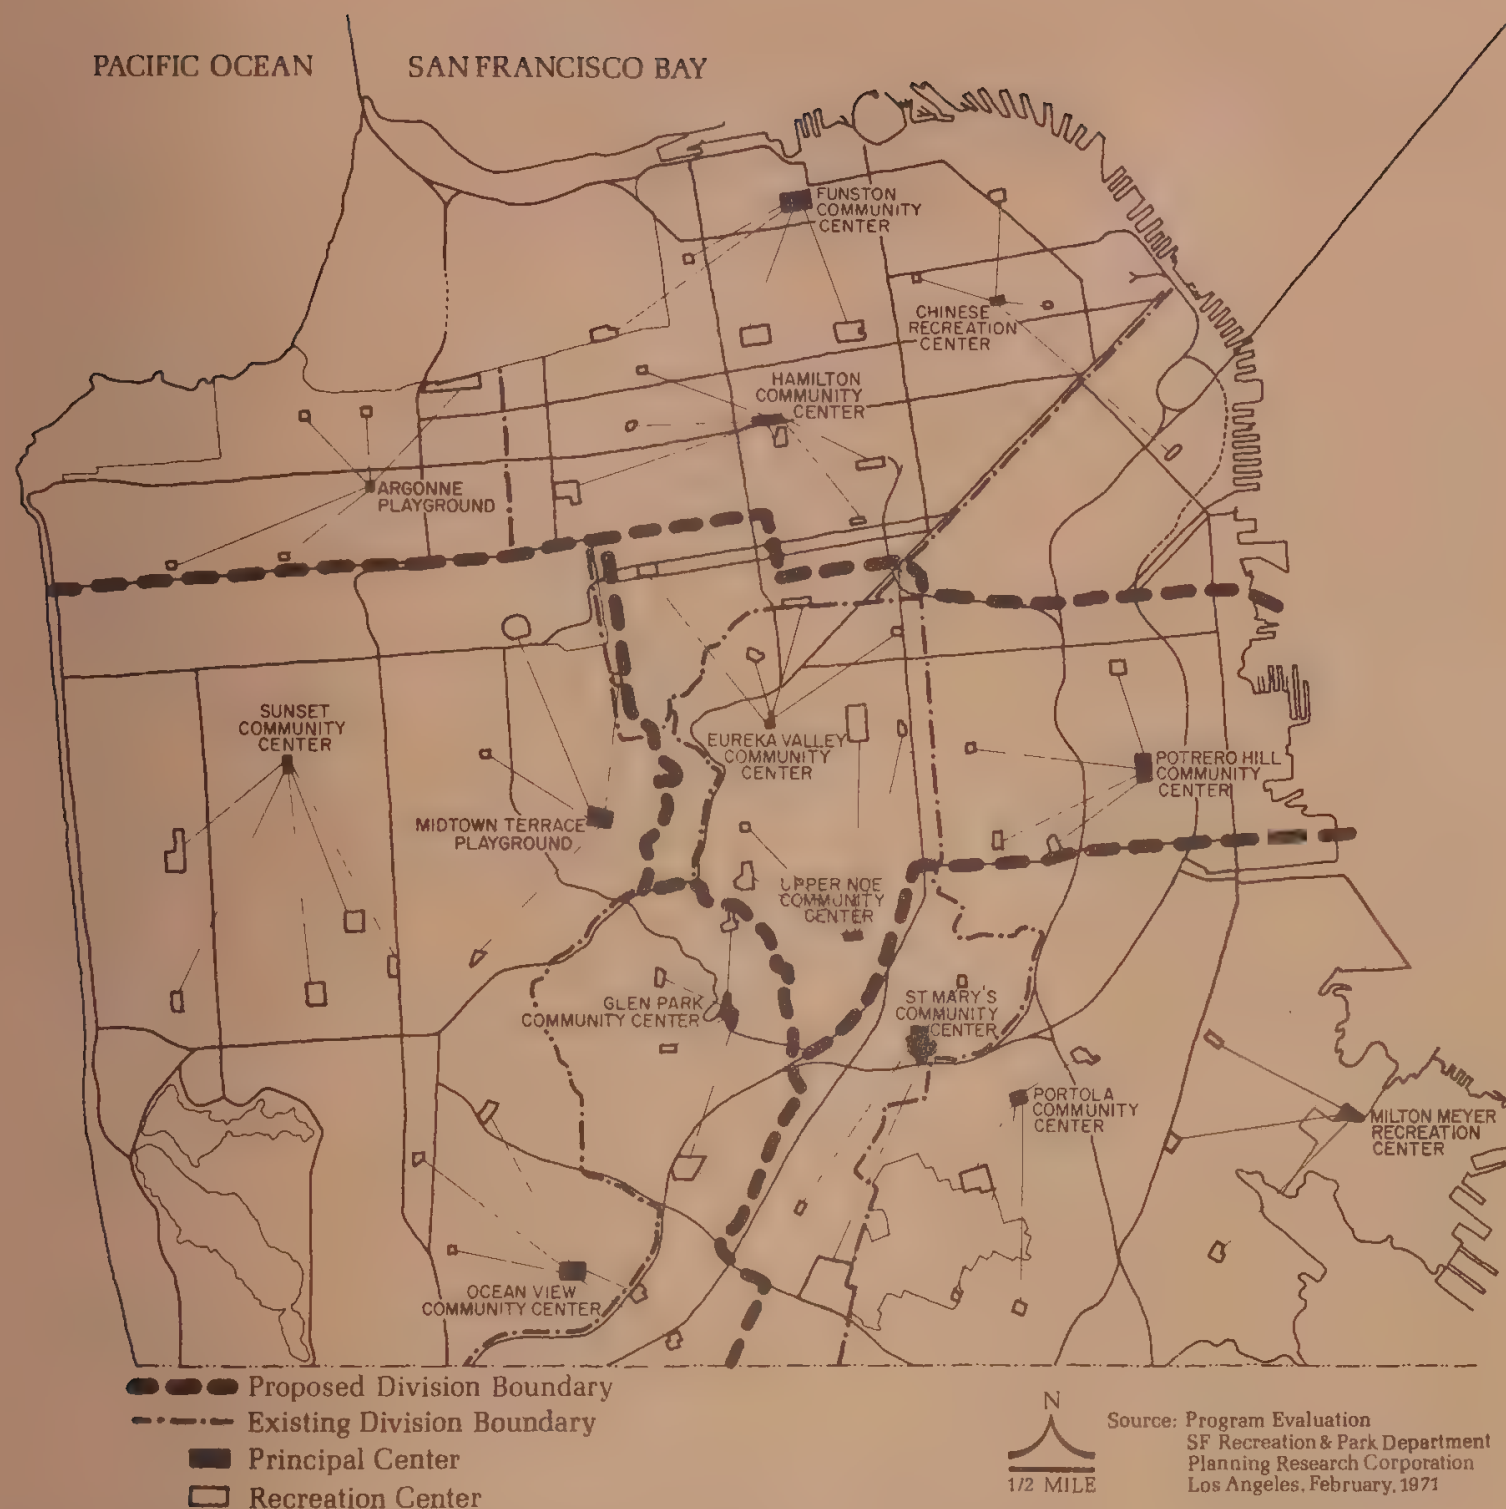 PACIFIC OCEAN
SAN FRANCISCO BAY
FUNSTON
COMMUNITY
CENTER
CHINESE
RECREATION
CENTER
HAMILTON
COMMUNITY
CENTER
ARGONNE
PLAYGROUND
SUNSET
COMMUNITY
CENTER
EUREKA VALLEY
COMMUNITY
CENTER
POTRERO HILL
COMMUNITY
CENTER
MIDTOWN TERRACE
PLAYGROUND
UPPER NOE
COMMUNITY
CENTER
GLEN PARK
COMMUNITY CENTER
ST MARY'S
COMMUNITY
CENTER
PORTOLA
COMMUNITY
CENTER
MILTON MEYER
RECREATION
CENTER
OCEAN VIEW
COMMUNITY CENTER
Proposed Division Boundary
Existing Division Boundary
Principal Center
Recreation Center
N
1/2 MILE
Source: Program Evaluation
SF Recreation & Park Department
Planning Research Corporation
Los Angeles, February, 1971